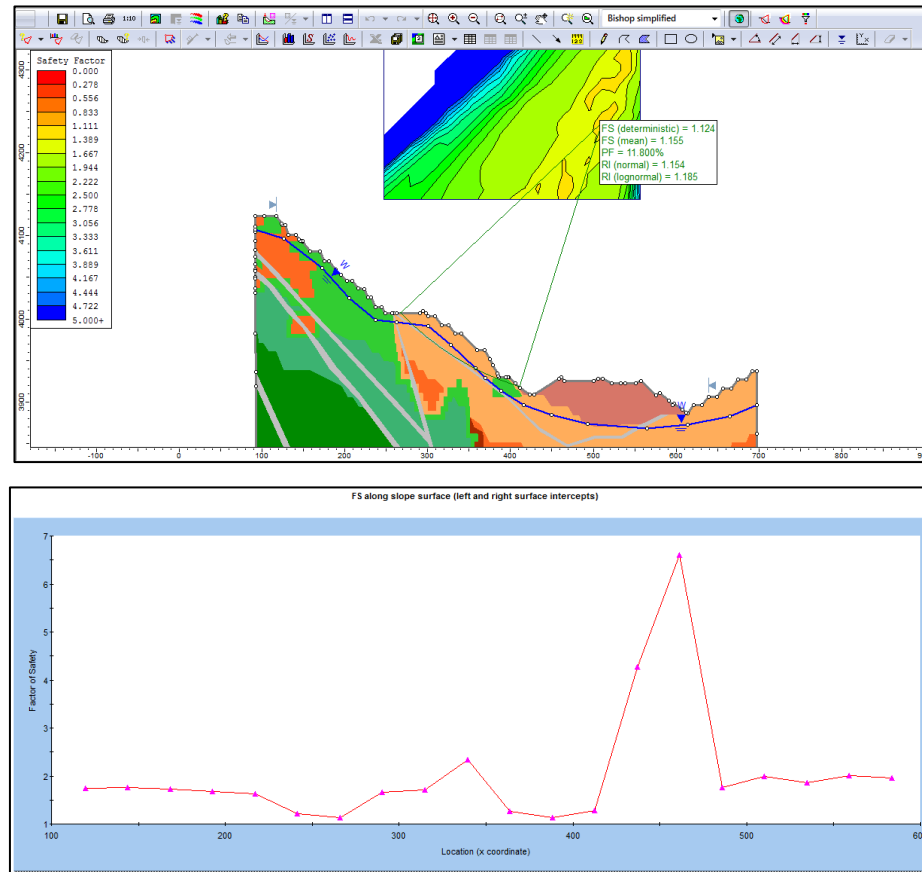 1:10
Bishop simplified
Safety Factor
0.000
0.278
0.556
0.833
1.111
1.389
1.667
1.944
2.222
2.500
2.778
3.056
3.333
3.611
3.889
4.167
4.444
4.722
5.000+
4300
4200
4100
4000
3900
FS (deterministic) = 1.124
FS (mean) = 1.155
PF = 11.800%
RI (normal) = 1.154
RI (lognormal) = 1.185
W
W
-100 0 100 200 300 400 500 600 700 800
FS along slope surface (left and right surface intercepts)
Factor of Safety
7
6
5
4
3
2
1
100 200 300 400 500 60
Location (x coordinate)